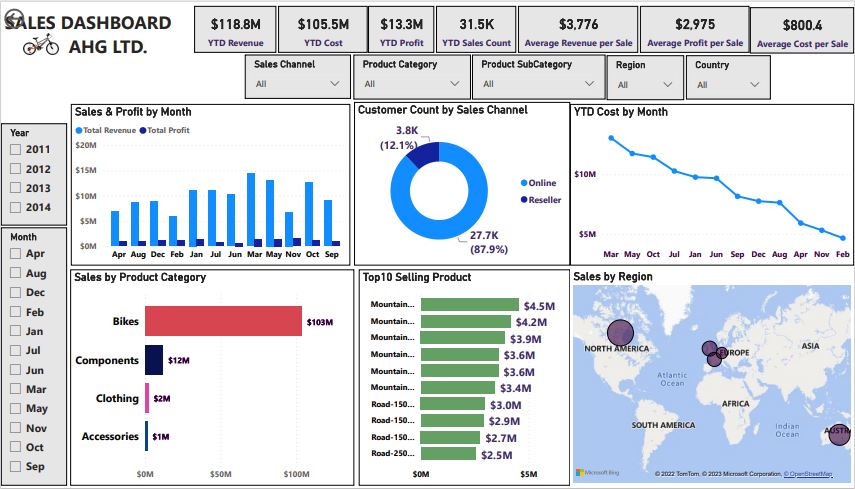 SALES DASHBOARD
AHG LTD.
$118.8M
YTD Revenue
$105.5M
YTD Cost
$13.3M
YTD Profit
31.5K
YTD Sales Count
$3,776
Average Revenue per Sale
$2,975
Average Profit per Sale
$800.4
Average Cost per Sale
Sales Channel
All
Product Category
All
Product SubCategory
All
Region
All
Country
All
Year
2011
2012
2013
2014
Month
Apr
Aug
Dec
Feb
Jan
Jul
Jun
Mar
May
Nov
Oct
Sep
Sales & Profit by Month
Total Revenue Total Profit
$20M
$15M
$10M
$5M
$0M
Apr Aug Dec Feb Jan Jul Jun Mar May Nov Oct Sep
Customer Count by Sales Channel
3.8K
(12.1%)
Online
Reseller
27.7K
(87.9%)
YTD Cost by Month
$10M
$5M
Mar May Oct Jul Jan Jun Sep Dec Aug Apr Nov Feb
Sales by Product Category
Bikes $103M
Components $12M
Clothing $2M
Accessories $1M
$0M $50M $100M
Top10 Selling Product
Mountain... $4.5M
Mountain... $4.2M
Mountain... $3.9M
Mountain... $3.6M
Mountain... $3.6M
Mountain... $3.4M
Road-150... $3.0M
Road-150... $2.9M
Road-150... $2.7M
Road-250... $2.5M
$0M $5M
Sales by Region
NORTH AMERICA
EUROPE
ASIA
Atlantic
Ocean
AFRICA
SOUTH AMERICA
Indian
Ocean
AUSTR
Microsoft Bing
© 2022 TomTom, © 2023 Microsoft Corporation, © OpenStreetMap